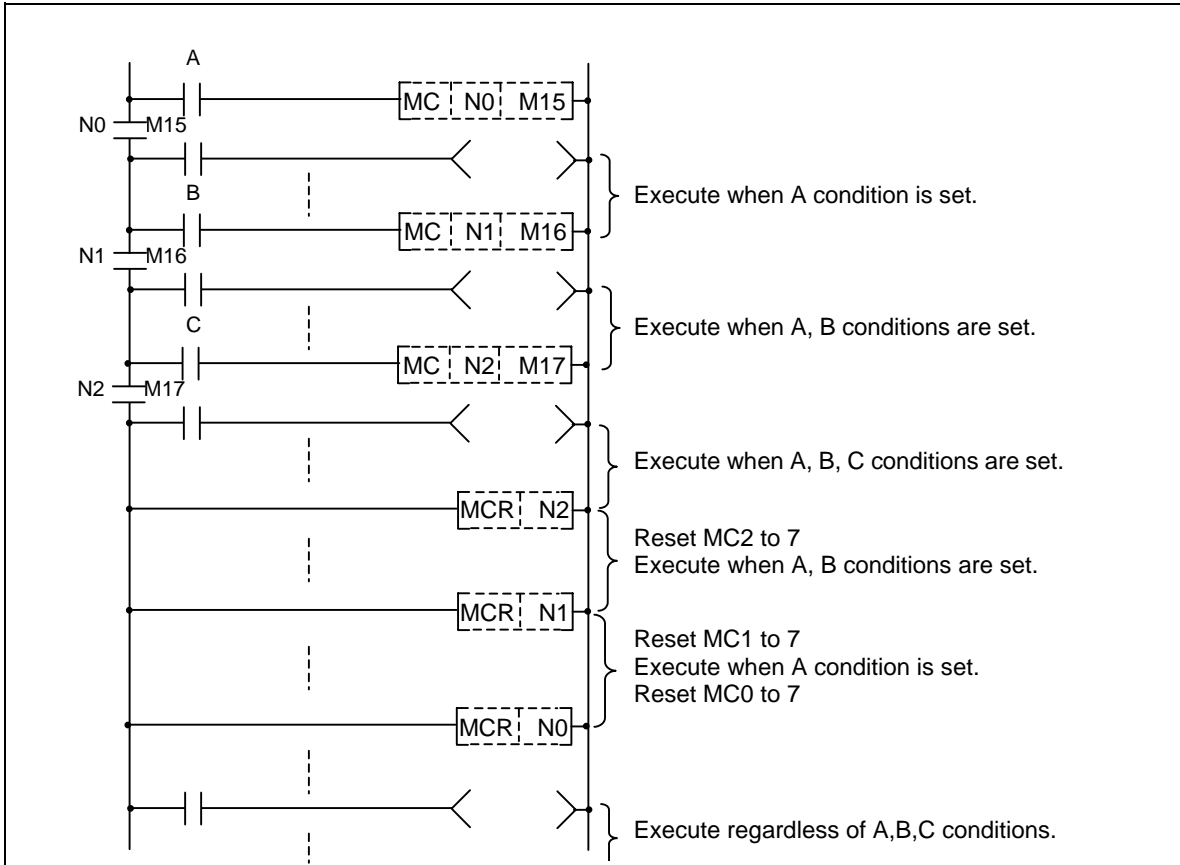 A
MC N0 M15
N0 M15
Execute when A condition is set.
B
MC N1 M16
N1 M16
Execute when A, B conditions are set.
C
MC N2 M17
N2 M17
Execute when A, B, C conditions are set.
MCR N2
Reset MC2 to 7
Execute when A, B conditions are set.
MCR N1
Reset MC1 to 7
Execute when A condition is set.
Reset MC0 to 7
MCR N0
Execute regardless of A,B,C conditions.